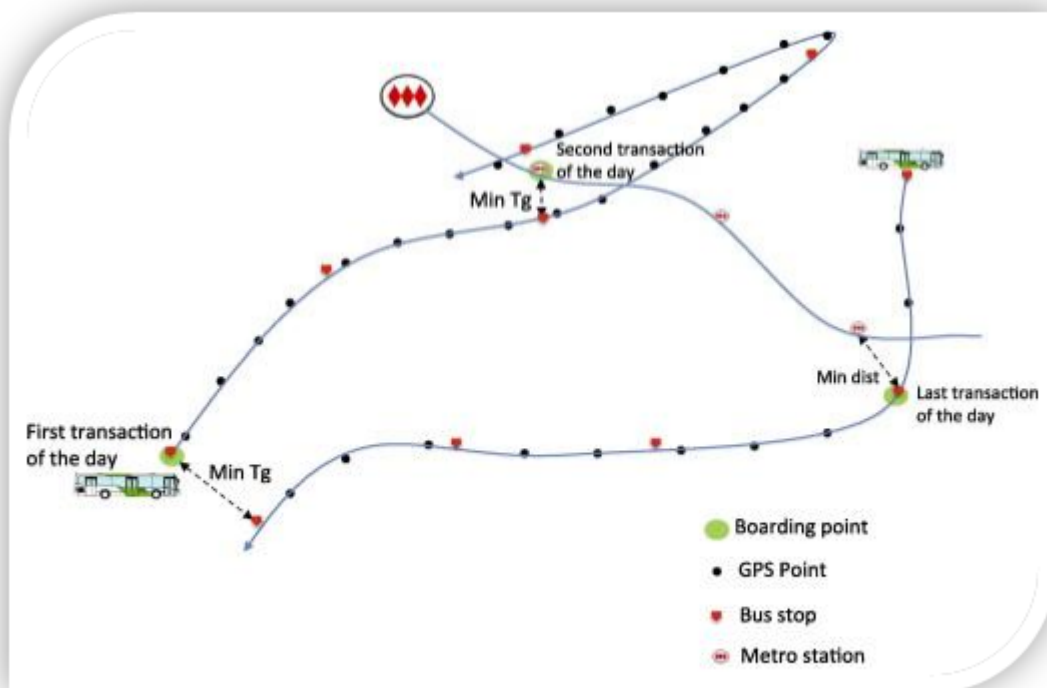 Second transaction
of the day
Min Tg
Min dist
Last transaction
of the day
First transaction
of the day
Min Tg
Boarding point
GPS Point
Bus stop
Metro station